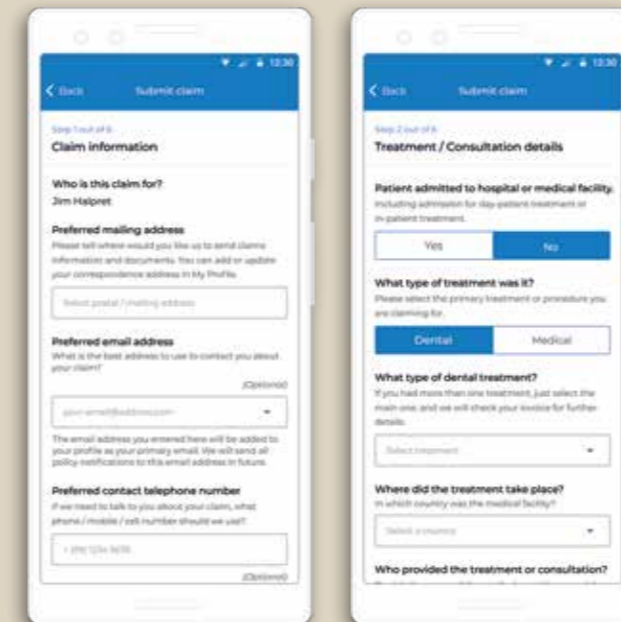 12:30
Back Submit claim
Step 1 out of 6
Claim information
Who is this claim for?
Jim Halpret
Preferred mailing address
Please tell where would you like us to send claims
information and documents. You can add or update
your correspondence address in My Profile.
Select postal / mailing address
Preferred email address
What is the best address to use to contact you about
your claim?
(Optional)
your-email@address.com
The email address you entered here will be added to
your profile as your primary email. We will send all
policy notifications to this email address in future.
Preferred contact telephone number
If we need to talk to you about your claim, what
phone / mobile / cell number should we use?
(Optional)
12:30
Back Submit claim
Step 2 out of 6
Treatment / Consultation details
Patient admitted to hospital or medical facility.
Including admission for day-patient treatment or
in-patient treatment.
Yes No
What type of treatment was it?
Please select the primary treatment or procedure you
are claiming for.
Dental Medical
What type of dental treatment?
If you had more than one treatment, just select the
main one, and we will check your invoice for further
details.
Select treatment
Where did the treatment take place?
In which country was the medical facility?
Select a country
Who provided the treatment or consultation?